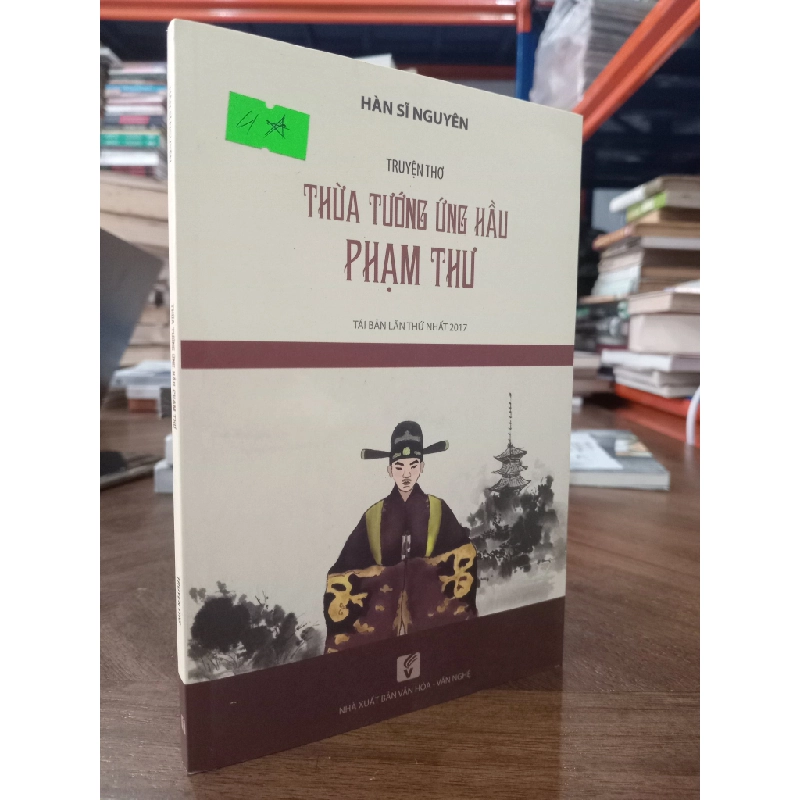 HÀN SĨ NGUYÊN
TRUYỆN THƠ
THỪA TƯỚNG ỨNG HẦU
PHẠM THƯ
TÁI BẢN LẦN THỨ NHẤT 2017
NHÀ XUẤT BẢN VĂN HÓA - VĂN NGHỆ